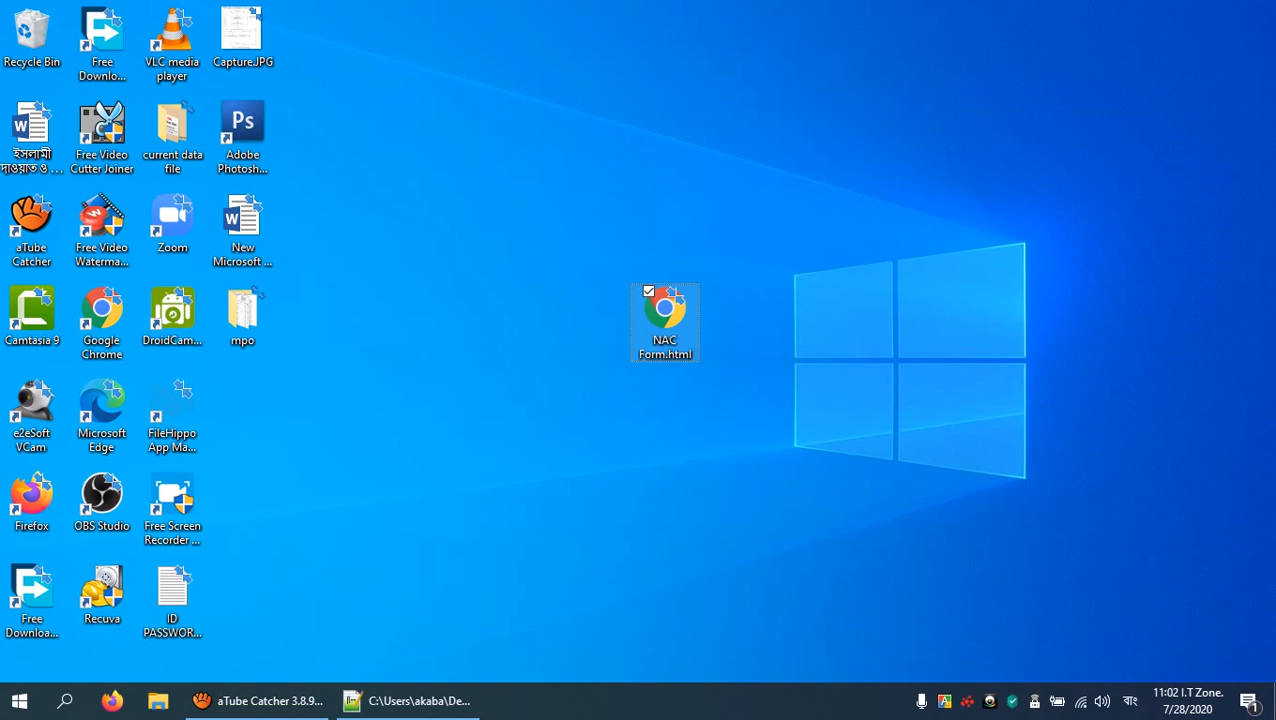 Recycle Bin
Free
Downlo...
VLC media
player
Capture.JPG
ইসলামী
দাওয়াত ও ...
Free Video
Cutter Joiner
current data
file
Ps
Adobe
Photosh...
aTube
Catcher
Free Video
Waterma...
Zoom
New
Microsoft ...
Camtasia 9
Google
Chrome
DroidCam...
mpo
NAC
Form.html
e2eSoft
VCam
Microsoft
Edge
FileHippo
App Ma...
Firefox
OBS Studio
Free Screen
Recorder ...
Free
Downloa...
Recuva
ID
PASSWOR...
aTube Catcher 3.8.9...
C:\Users\akaba\De...
বাং
11:02 I.T Zone.
7/28/2020
1